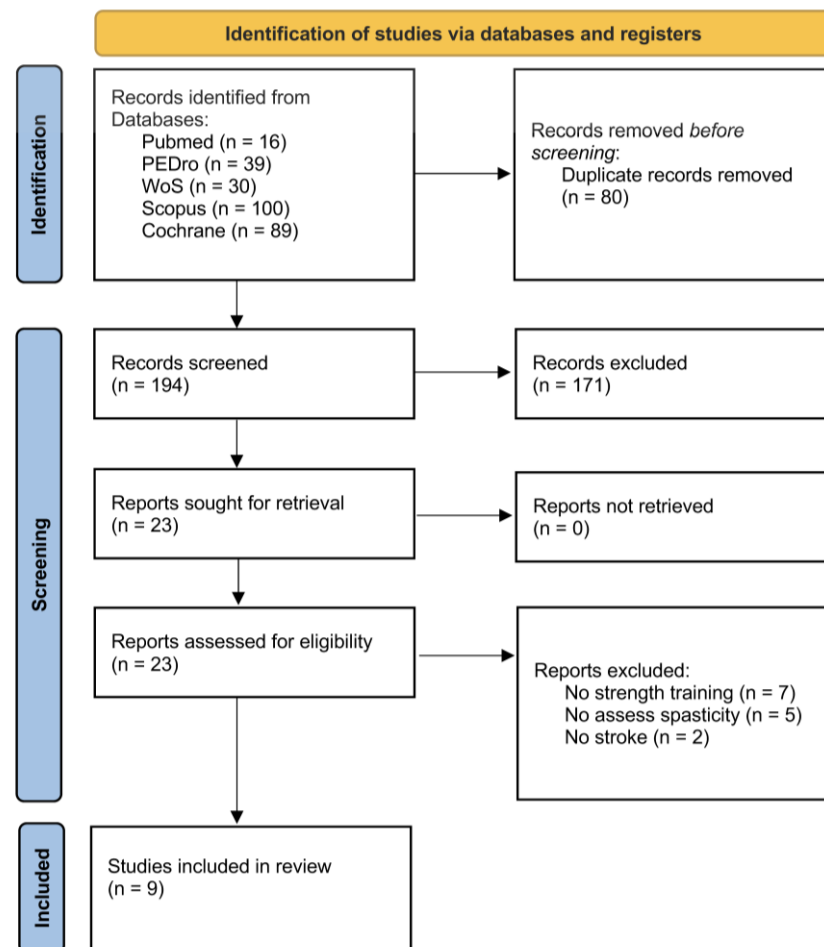 Identification of studies via databases and registers
Identification
Records identified from
Databases:
Pubmed (n = 16)
PEDro (n = 39)
WoS (n = 30)
Scopus (n = 100)
Cochrane (n = 89)
Records removed before
screening:
Duplicate records removed
(n = 80)
Screening
Records screened
(n = 194)
Records excluded
(n = 171)
Reports sought for retrieval
(n = 23)
Reports not retrieved
(n = 0)
Reports assessed for eligibility
(n = 23)
Reports excluded:
No strength training (n = 7)
No assess spasticity (n = 5)
No stroke (n = 2)
Included
Studies included in review
(n = 9)